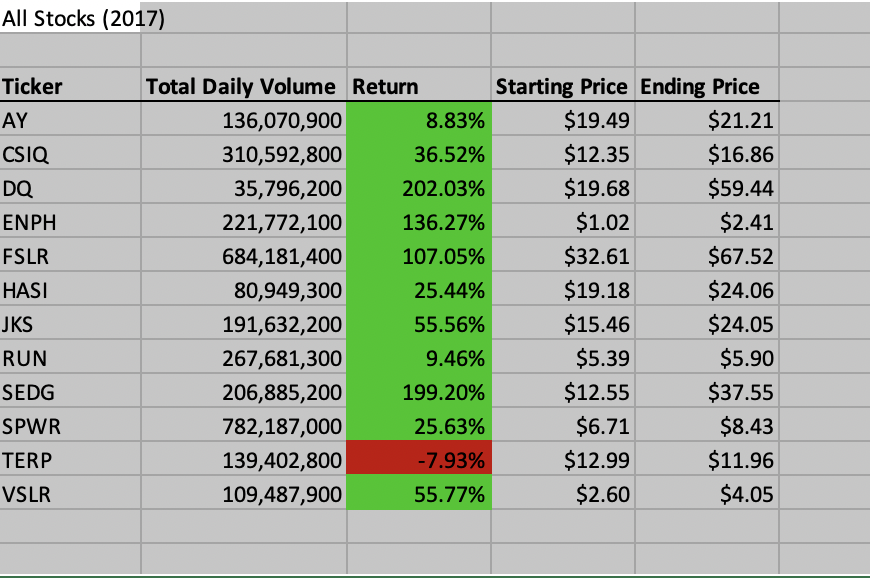 All Stocks (2017)
Ticker Total Daily Volume Return Starting Price Ending Price
AY 136,070,900 8.83% $19.49 $21.21
CSIQ 310,592,800 36.52% $12.35 $16.86
DQ 35,796,200 202.03% $19.68 $59.44
ENPH 221,772,100 136.27% $1.02 $2.41
FSLR 684,181,400 107.05% $32.61 $67.52
HASI 80,949,300 25.44% $19.18 $24.06
JKS 191,632,200 55.56% $15.46 $24.05
RUN 267,681,300 9.46% $5.39 $5.90
SEDG 206,885,200 199.20% $12.55 $37.55
SPWR 782,187,000 25.63% $6.71 $8.43
TERP 139,402,800 -7.93% $12.99 $11.96
VSLR 109,487,900 55.77% $2.60 $4.05